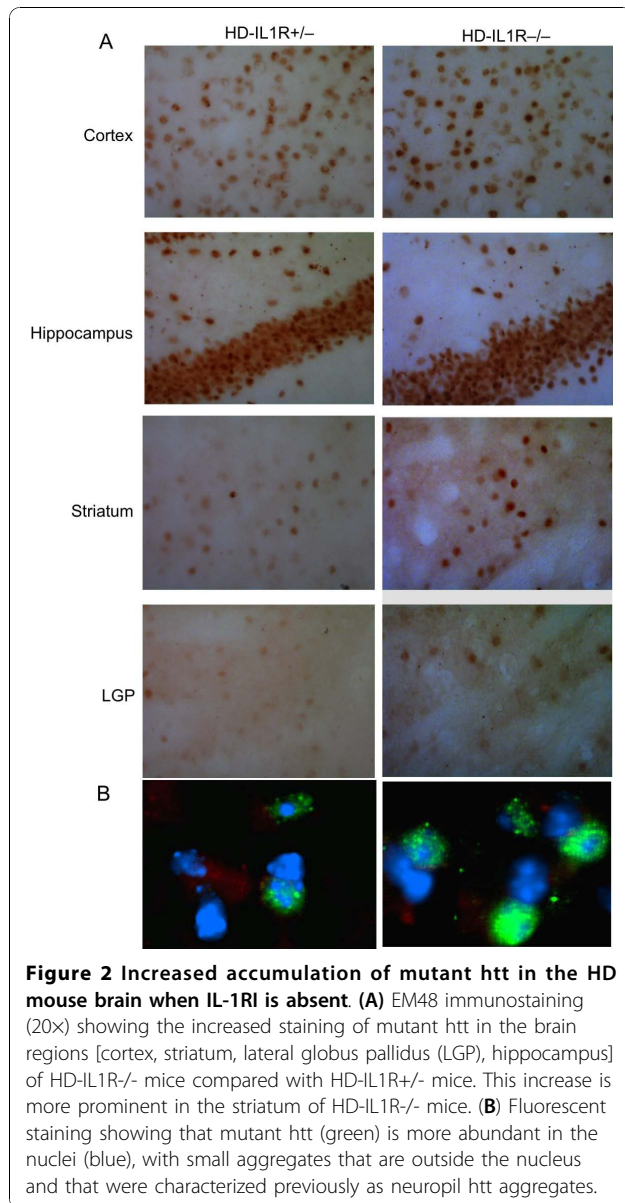 A
HD-IL1R+/–
HD-IL1R–/–
Cortex
Hippocampus
Striatum
LGP
B
Figure 2 Increased accumulation of mutant htt in the HD
mouse brain when IL-1RI is absent. (A) EM48 immunostaining
(20×) showing the increased staining of mutant htt in the brain
regions [cortex, striatum, lateral globus pallidus (LGP), hippocampus]
of HD-IL1R-/- mice compared with HD-IL1R+/- mice. This increase is
more prominent in the striatum of HD-IL1R-/- mice. (B) Fluorescent
staining showing that mutant htt (green) is more abundant in the
nuclei (blue), with small aggregates that are outside the nucleus
and that were characterized previously as neuropil htt aggregates.